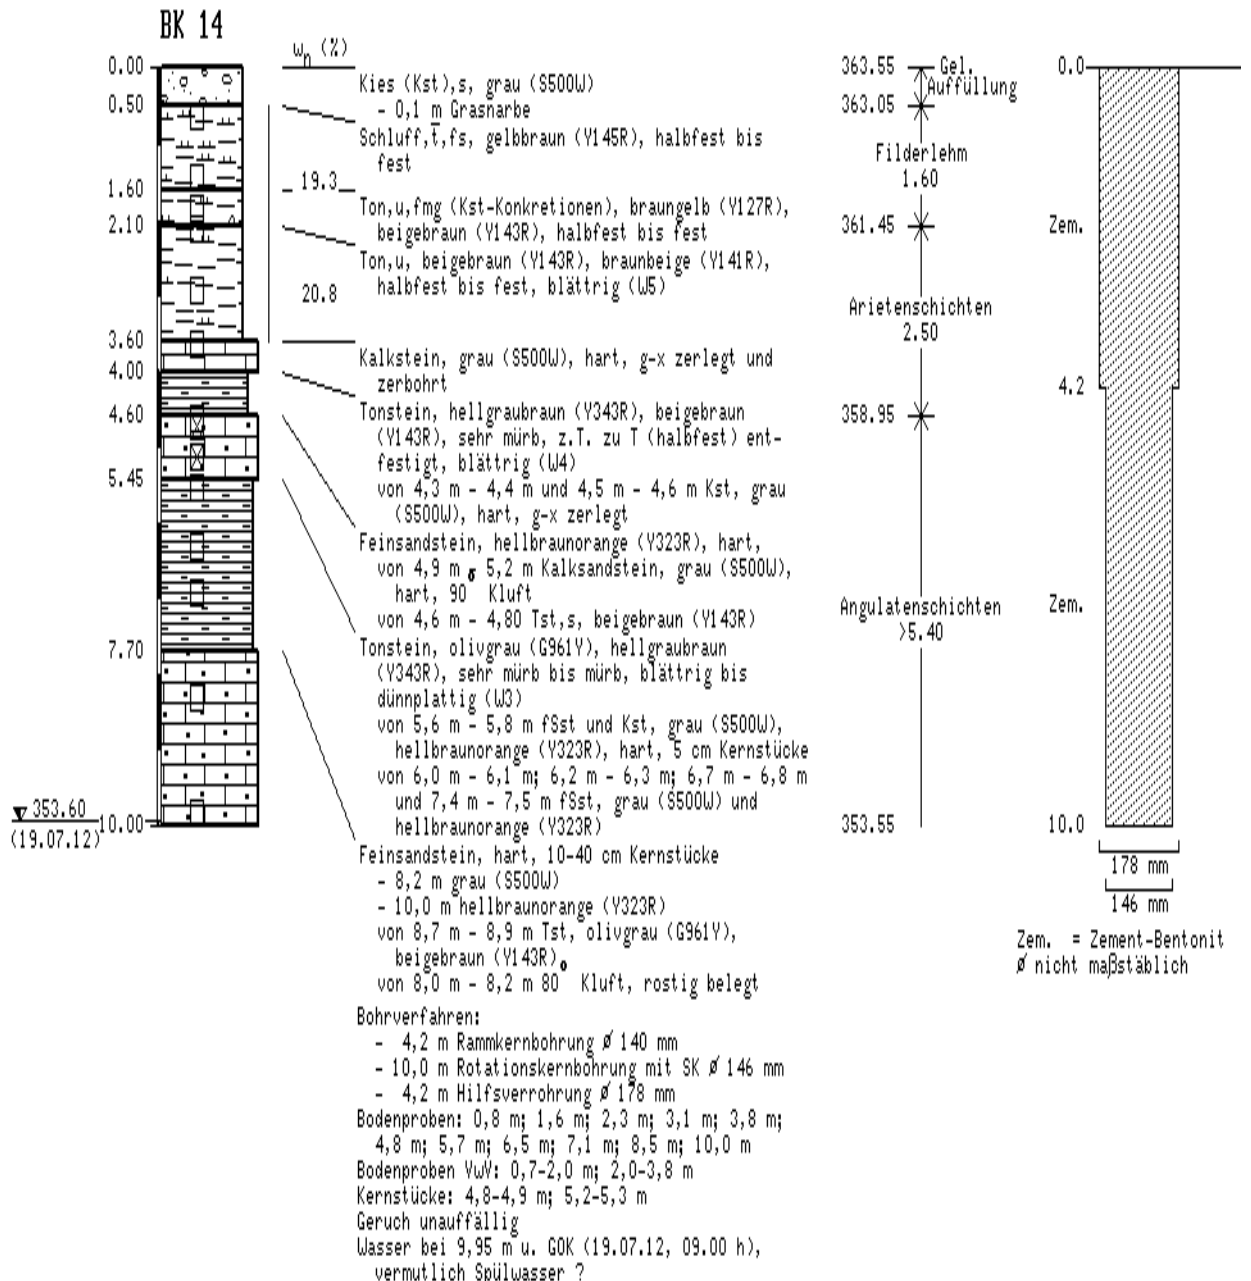 BK 14
w_n (%)
0.00
0.50
1.60
2.10
3.60
4.00
4.60
5.45
7.70
10.00
353.60
(19.07.12)
19.3
20.8
Kies (Kst),s, grau (S500W)
- 0,1 m Grasnarbe
Schluff,t̄,fs, gelbbraun (Y145R), halbfest bis
fest
Ton,u,fmg (Kst-Konkretionen), braungelb (Y127R),
beigebraun (Y143R), halbfest bis fest
Ton,u, beigebraun (Y143R), braunbeige (Y141R),
halbfest bis fest, blättrig (W5)
Kalkstein, grau (S500W), hart, g-x zerlegt und
zerbohrt
Tonstein, hellgraubraun (Y343R), beigebraun
(Y143R), sehr mürb, z.T. zu T (halbfest) ent-
festigt, blättrig (W4)
von 4,3 m - 4,4 m und 4,5 m - 4,6 m Kst, grau
(S500W), hart, g-x zerlegt
Feinsandstein, hellbraunorange (Y323R), hart,
von 4,9 m - 5,2 m Kalksandstein, grau (S500W),
hart, 90° Kluft
von 4,6 m - 4,80 Tst,s, beigebraun (Y143R)
Tonstein, olivgrau (G961Y), hellgraubraun
(Y343R), sehr mürb bis mürb, blättrig bis
dünnplattig (W3)
von 5,6 m - 5,8 m fSst und Kst, grau (S500W),
hellbraunorange (Y323R), hart, 5 cm Kernstücke
von 6,0 m - 6,1 m; 6,2 m - 6,3 m; 6,7 m - 6,8 m
und 7,4 m - 7,5 m fSst, grau (S500W) und
hellbraunorange (Y323R)
Feinsandstein, hart, 10-40 cm Kernstücke
- 8,2 m grau (S500W)
- 10,0 m hellbraunorange (Y323R)
von 8,7 m - 8,9 m Tst, olivgrau (G961Y),
beigebraun (Y143R)
von 8,0 m - 8,2 m 80° Kluft, rostig belegt
Bohrverfahren:
- 4,2 m Rammkernbohrung ø 140 mm
- 10,0 m Rotationskernbohrung mit SK ø 146 mm
- 4,2 m Hilfsverrohrung ø 178 mm
Bodenproben: 0,8 m; 1,6 m; 2,3 m; 3,1 m; 3,8 m;
4,8 m; 5,7 m; 6,5 m; 7,1 m; 8,5 m; 10,0 m
Bodenproben VwV: 0,7-2,0 m; 2,0-3,8 m
Kernstücke: 4,8-4,9 m; 5,2-5,3 m
Geruch unauffällig
Wasser bei 9,95 m u. GOK (19.07.12, 09.00 h),
vermutlich Spülwasser ?
363.55
Gel.
Auffüllung
363.05
Filderlehm
1.60
361.45
Arietenschichten
2.50
358.95
Angulatenschichten
>5.40
353.55
0.0
Zem.
4.2
Zem.
10.0
178 mm
146 mm
Zem. = Zement-Bentonit
ø nicht maßstäblich